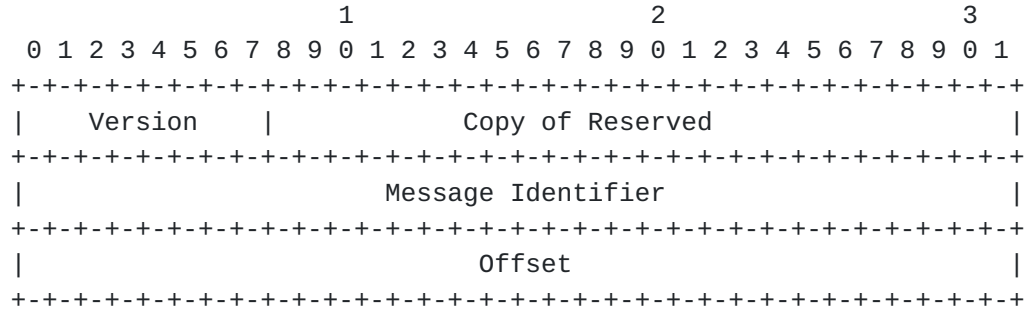 1                   2                   3
 0 1 2 3 4 5 6 7 8 9 0 1 2 3 4 5 6 7 8 9 0 1 2 3 4 5 6 7 8 9 0 1
+-+-+-+-+-+-+-+-+-+-+-+-+-+-+-+-+-+-+-+-+-+-+-+-+-+-+-+-+-+-+-+-+
|    Version    |            Copy of Reserved                   |
+-+-+-+-+-+-+-+-+-+-+-+-+-+-+-+-+-+-+-+-+-+-+-+-+-+-+-+-+-+-+-+-+
|                       Message Identifier                      |
+-+-+-+-+-+-+-+-+-+-+-+-+-+-+-+-+-+-+-+-+-+-+-+-+-+-+-+-+-+-+-+-+
|                             Offset                            |
+-+-+-+-+-+-+-+-+-+-+-+-+-+-+-+-+-+-+-+-+-+-+-+-+-+-+-+-+-+-+-+-+